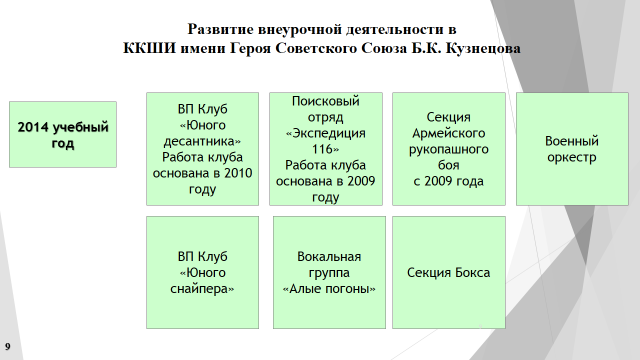 Развитие внеурочной деятельности в
ККШИ имени Героя Советского Союза Б.К. Кузнецова
2014 учебный
год
ВП Клуб
«Юного
десантника»
Работа клуба
основана в 2010
году
Поисковый
отряд
«Экспедиция
116»
Работа клуба
основана в 2009
году
Секция
Армейского
рукопашного
боя
с 2009 года
Военный
оркестр
ВП Клуб
«Юного
снайпера»
Вокальная
группа
«Алые погоны»
Секция Бокса
9